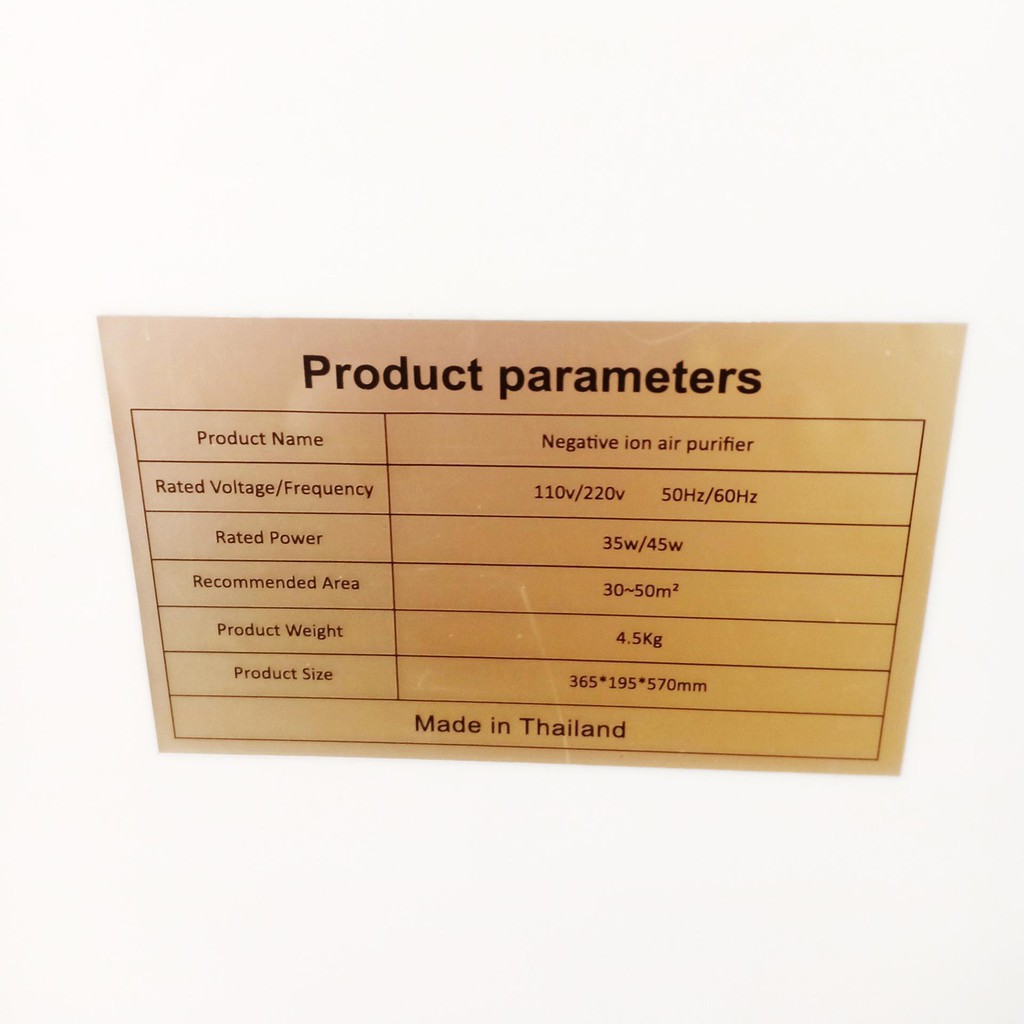 Product parameters
Product Name Negative ion air purifier
Rated Voltage/Frequency 110v/220v 50Hz/60Hz
Rated Power 35w/45w
Recommended Area 30~50m²
Product Weight 4.5Kg
Product Size 365*195*570mm
Made in Thailand